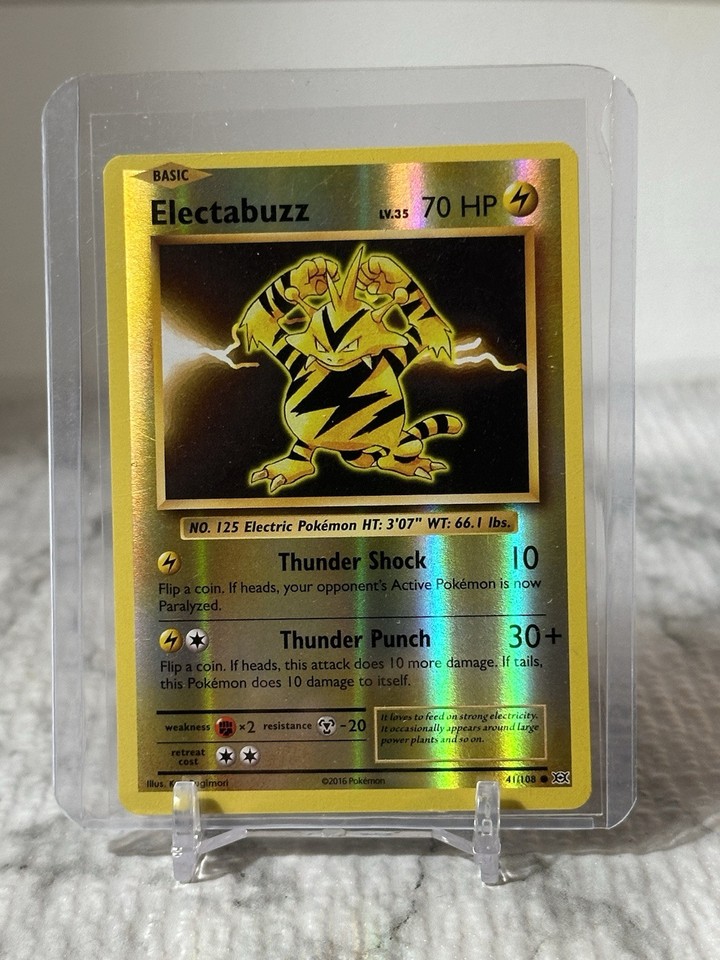 BASIC
Electabuzz LV.35 70 HP
NO. 125 Electric Pokémon HT: 3'07" WT: 66.1 lbs.
Thunder Shock 10
Flip a coin. If heads, your opponent's Active Pokémon is now
Paralyzed.
Thunder Punch 30+
Flip a coin. If heads, this attack does 10 more damage. If tails,
this Pokémon does 10 damage to itself.
weakness ×2 resistance -20
retreat
cost
It loves to feed on strong electricity.
It occasionally appears around large
power plants and so on.
Illus. ©2016 Pokémon 41/108